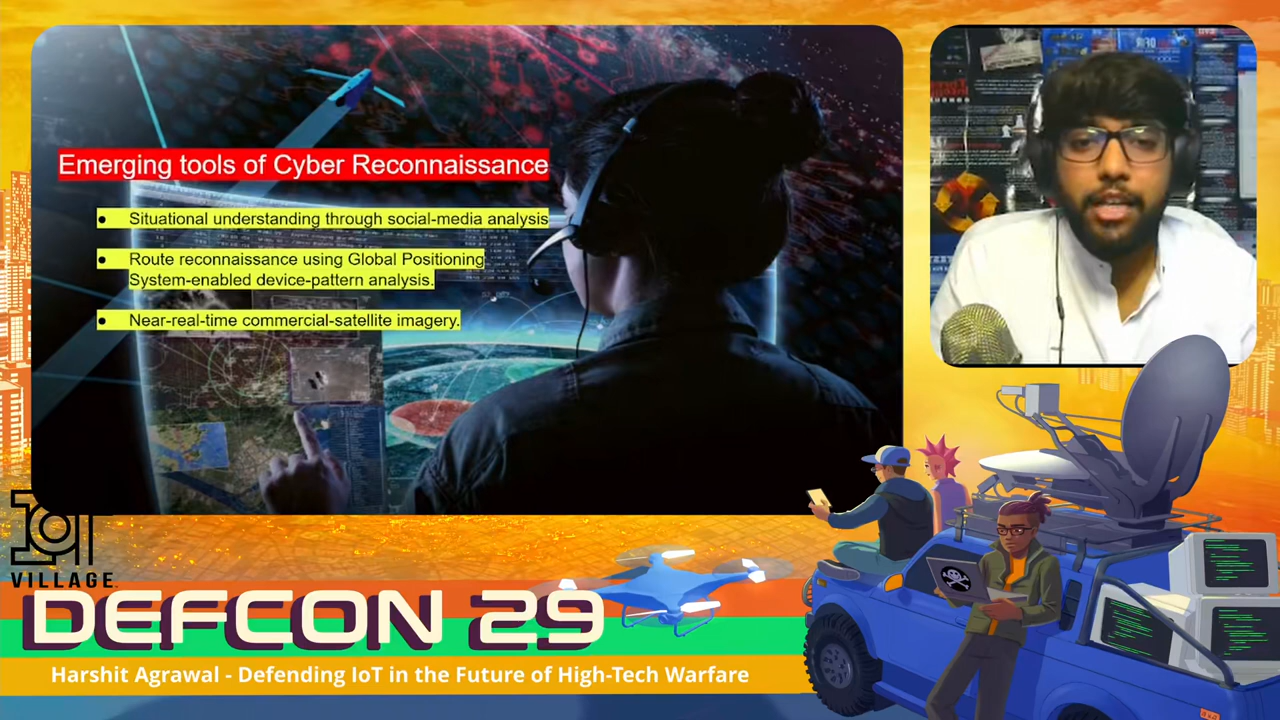 Emerging tools of Cyber Reconnaissance
● Situational understanding through social-media analysis
● Route reconnaissance using Global Positioning
System-enabled device-pattern analysis.
● Near-real-time commercial-satellite imagery.
IOT
VILLAGE
DEFCON 29
Harshit Agrawal - Defending IoT in the Future of High-Tech Warfare